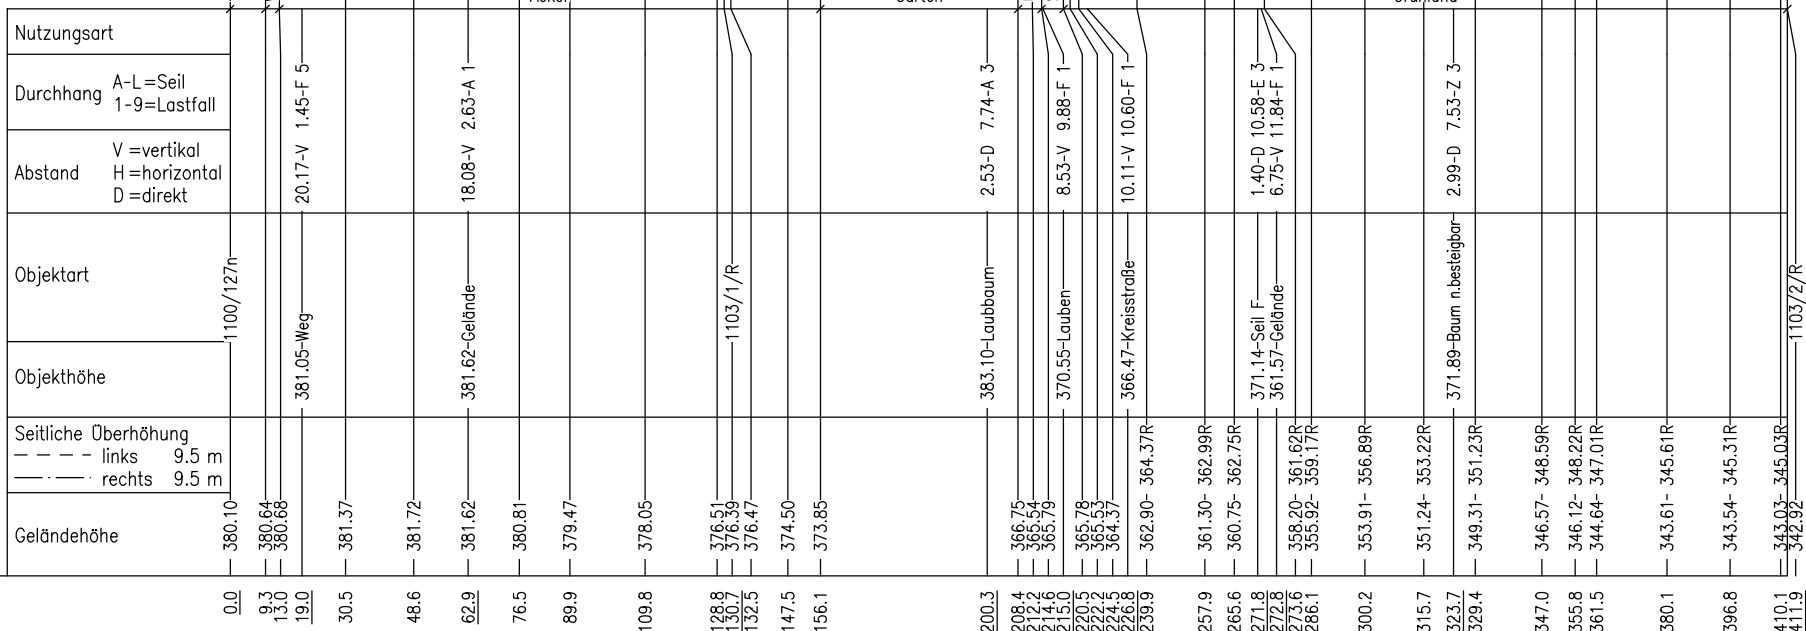 Nutzungsart
Durchhang A-L=Seil
1-9=Lastfall
Abstand V =vertikal
H =horizontal
D =direkt
Objektart
Objekthöhe
Seitliche Überhöhung
links 9.5 m
rechts 9.5 m
Geländehöhe
20.17-V 1.45-F 5
18.08-V 2.63-A 1
2.53-D 7.74-A 3
8.53-V 9.88-F 1
10.11-V 10.60-F 1
1.40-D 10.58-E 3
6.75-V 11.84-F 1
2.99-D 7.53-Z 3
1100/127n
381.05-Weg
381.62-Gelände
1103/1/R
383.10-Laubbaum
370.55-Lauben
366.47-Kreisstraße
371.14-Seil F
361.57-Gelände
371.89-Baum n.besteigbar
1103/2/R
380.10
380.64
380.68
381.37
381.72
381.62
380.81
379.47
378.05
376.51
376.39
376.47
374.50
373.85
366.75
365.54
365.79
365.78
365.53
364.37
362.90- 364.37R
361.30- 362.99R
360.75- 362.75R
358.20- 361.62R
355.92- 359.17R
353.91- 356.89R
351.24- 353.22R
349.31- 351.23R
346.57- 348.59R
346.12- 348.22R
344.64- 347.01R
343.61- 345.61R
343.54- 345.31R
343.03- 345.03R
342.92
0.0
9.3
13.0
19.0
30.5
48.6
62.9
76.5
89.9
109.8
128.8
130.7
132.5
147.5
156.1
200.3
208.4
212.2
214.6
215.0
220.5
222.2
224.5
226.8
239.9
257.9
265.6
271.8
272.8
273.6
286.1
300.2
315.7
323.7
329.4
347.0
355.8
361.5
380.1
396.8
410.1
411.9